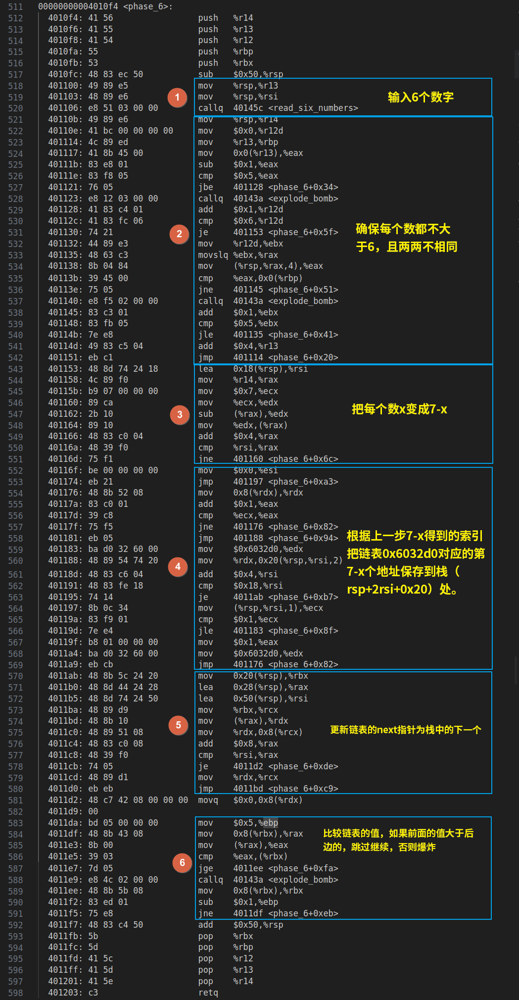 511 00000000004010f4 <phase_6>:
512 4010f4: 41 56 push %r14
513 4010f6: 41 55 push %r13
514 4010f8: 41 54 push %r12
515 4010fa: 55 push %rbp
516 4010fb: 53 push %rbx
517 4010fc: 48 83 ec 50 sub $0x50,%rsp
518 401100: 49 89 e5 mov %rsp,%r13
519 401103: 48 89 e6 mov %rsp,%rsi
1 输入6个数字
520 401106: e8 51 03 00 00 callq 40145c <read_six_numbers>
521 40110b: 49 89 e6 mov %rsp,%r14
522 40110e: 41 bc 00 00 00 00 mov $0x0,%r12d
523 401114: 4c 89 ed mov %r13,%rbp
524 401117: 41 8b 45 00 mov 0x0(%r13),%eax
525 40111b: 83 e8 01 sub $0x1,%eax
526 40111e: 83 f8 05 cmp $0x5,%eax
527 401121: 76 05 jbe 401128 <phase_6+0x34>
528 401123: e8 12 03 00 00 callq 40143a <explode_bomb>
529 401128: 41 83 c4 01 add $0x1,%r12d
530 40112c: 41 83 fc 06 cmp $0x6,%r12d
531 401130: 74 21 je 401153 <phase_6+0x5f>
2 确保每个数都不大
于6，且两两不相同
532 401132: 44 89 e3 mov %r12d,%ebx
533 401135: 48 63 c3 movslq %ebx,%rax
534 401138: 8b 04 84 mov (%rsp,%rax,4),%eax
535 40113b: 39 45 00 cmp %eax,0x0(%rbp)
536 40113e: 75 05 jne 401145 <phase_6+0x51>
537 401140: e8 f5 02 00 00 callq 40143a <explode_bomb>
538 401145: 83 c3 01 add $0x1,%ebx
539 401148: 83 fb 05 cmp $0x5,%ebx
540 40114b: 7e e8 jle 401135 <phase_6+0x41>
541 40114d: 49 83 c5 04 add $0x4,%r13
542 401151: eb c1 jmp 401114 <phase_6+0x20>
543 401153: 48 8d 74 24 18 lea 0x18(%rsp),%rsi
544 401158: 4c 89 f0 mov %r14,%rax
545 40115b: b9 07 00 00 00 mov $0x7,%ecx
546 401160: 89 ca mov %ecx,%edx
547 401162: 2b 10 sub (%rax),%edx
3 把每个数x变成7-x
548 401164: 89 10 mov %edx,(%rax)
549 401166: 48 83 c0 04 add $0x4,%rax
550 40116a: 48 39 f0 cmp %rsi,%rax
551 40116d: 75 f1 jne 401160 <phase_6+0x6c>
552 40116f: be 00 00 00 00 mov $0x0,%esi
553 401174: eb 21 jmp 401197 <phase_6+0xa3>
554 401176: 48 8b 52 08 mov 0x8(%rdx),%rdx
555 40117a: 83 c0 01 add $0x1,%eax
556 40117d: 39 c8 cmp %ecx,%eax
557 40117f: 75 f5 jne 401176 <phase_6+0x82>
558 401181: eb 05 jmp 401188 <phase_6+0x94>
559 401183: ba d0 32 60 00 mov $0x6032d0,%edx
560 401188: 48 89 54 74 20 mov %rdx,0x20(%rsp,%rsi,2)
4 根据上一步7-x得到的索引
把链表0x6032d0对应的第
7-x个地址保存到栈（
rsp+2rsi+0x20）处。
561 40118d: 48 83 c6 04 add $0x4,%rsi
562 401191: 48 83 fe 18 cmp $0x18,%rsi
563 401195: 74 14 je 4011ab <phase_6+0xb7>
564 401197: 8b 0c 34 mov (%rsp,%rsi,1),%ecx
565 40119a: 83 f9 01 cmp $0x1,%ecx
566 40119d: 7e e4 jle 401183 <phase_6+0x8f>
567 40119f: b8 01 00 00 00 mov $0x1,%eax
568 4011a4: ba d0 32 60 00 mov $0x6032d0,%edx
569 4011a9: eb cb jmp 401176 <phase_6+0x82>
570 4011ab: 48 8b 5c 24 20 mov 0x20(%rsp),%rbx
571 4011b0: 48 8d 44 24 28 lea 0x28(%rsp),%rax
572 4011b5: 48 8d 74 24 50 lea 0x50(%rsp),%rsi
573 4011ba: 48 89 d9 mov %rbx,%rcx
574 4011bd: 48 8b 10 mov (%rax),%rdx
5 更新链表的next指针为栈中的下一个
575 4011c0: 48 89 51 08 mov %rdx,0x8(%rcx)
576 4011c4: 48 83 c0 08 add $0x8,%rax
577 4011c8: 48 39 f0 cmp %rsi,%rax
578 4011cb: 74 05 je 4011d2 <phase_6+0xde>
579 4011cd: 48 89 d1 mov %rdx,%rcx
580 4011d0: eb eb jmp 4011bd <phase_6+0xc9>
581 4011d2: 48 c7 42 08 00 00 00 movq $0x0,0x8(%rdx)
582 4011d9: 00
583 4011da: bd 05 00 00 00 mov $0x5,%ebp
584 4011df: 48 8b 43 08 mov 0x8(%rbx),%rax
585 4011e3: 8b 00 mov (%rax),%eax
586 4011e5: 39 03 cmp %eax,(%rbx)
6 比较链表的值，如果前面的值大于后
边的，跳过继续，否则爆炸
587 4011e7: 7d 05 jge 4011ee <phase_6+0xfa>
588 4011e9: e8 4c 02 00 00 callq 40143a <explode_bomb>
589 4011ee: 48 8b 5b 08 mov 0x8(%rbx),%rbx
590 4011f2: 83 ed 01 sub $0x1,%ebp
591 4011f5: 75 e8 jne 4011df <phase_6+0xeb>
592 4011f7: 48 83 c4 50 add $0x50,%rsp
593 4011fb: 5b pop %rbx
594 4011fc: 5d pop %rbp
595 4011fd: 41 5c pop %r12
596 4011ff: 41 5d pop %r13
597 401201: 41 5e pop %r14
598 401203: c3 retq